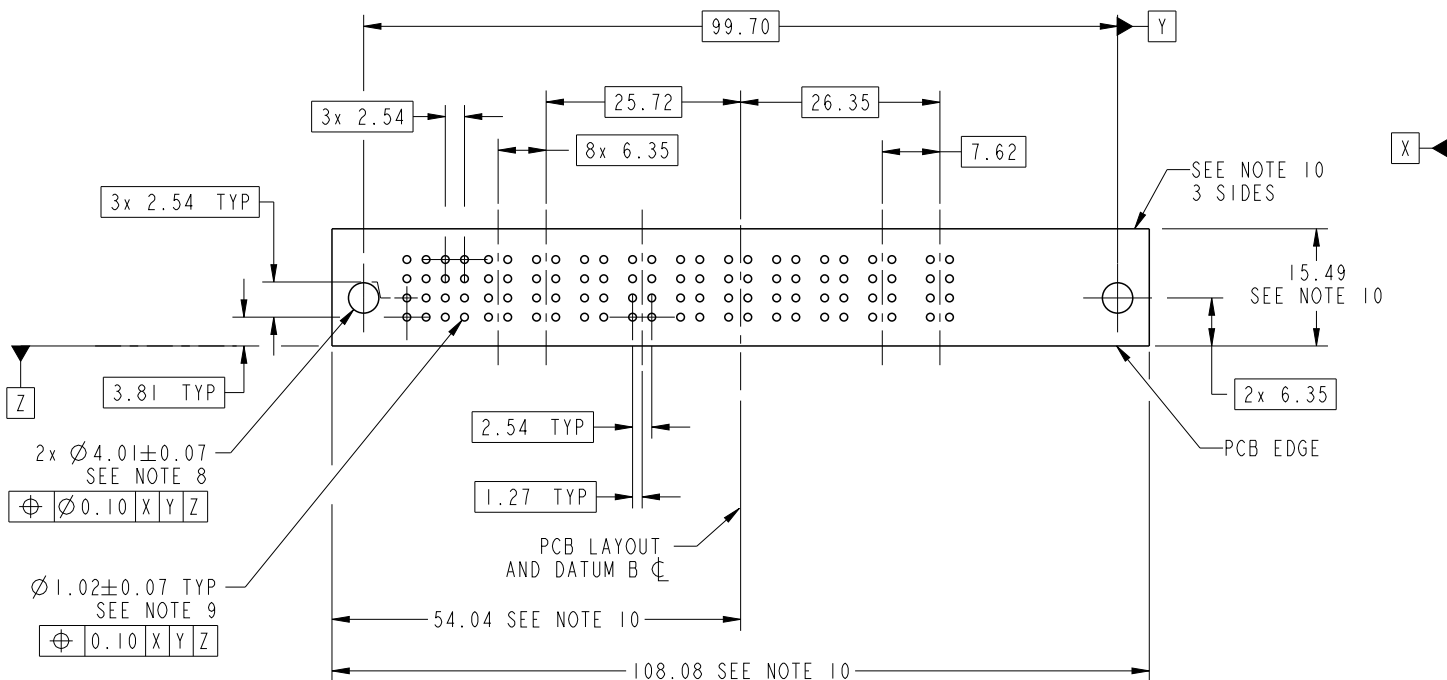 99.70
Y
25.72
26.35
3x 2.54
8x 6.35
7.62
X
SEE NOTE 10
3 SIDES
3x 2.54 TYP
15.49
SEE NOTE 10
3.81 TYP
Z
2x 6.35
2.54 TYP
2x Ø4.01±0.07
SEE NOTE 8
⌖ Ø0.10 X Y Z
PCB EDGE
1.27 TYP
PCB LAYOUT
AND DATUM B ℄
Ø1.02±0.07 TYP
SEE NOTE 9
⌖ 0.10 X Y Z
54.04 SEE NOTE 10
108.08 SEE NOTE 10